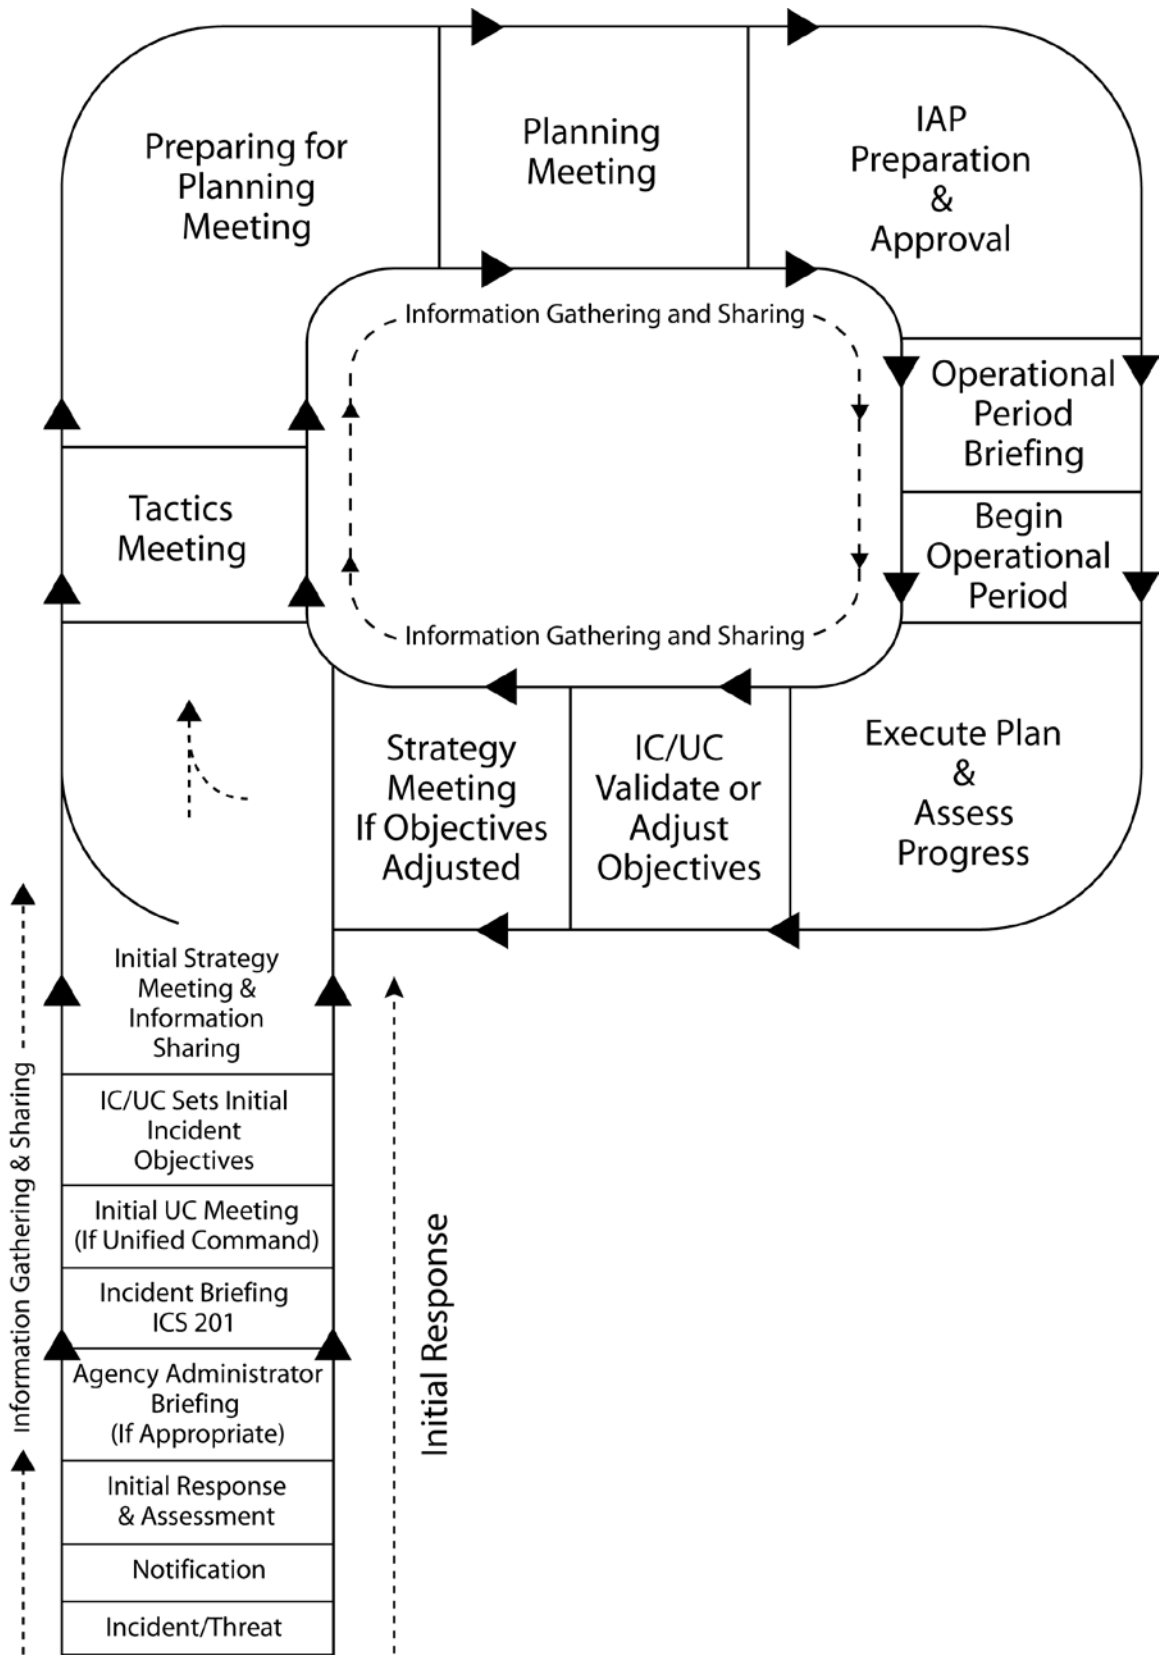 Preparing for
Planning
Meeting
Planning
Meeting
IAP
Preparation
&
Approval
Information Gathering and Sharing
Operational
Period
Briefing
Tactics
Meeting
Begin
Operational
Period
Information Gathering and Sharing
Strategy
Meeting
If Objectives
Adjusted
IC/UC
Validate or
Adjust
Objectives
Execute Plan
&
Assess
Progress
Initial Strategy
Meeting &
Information
Sharing
IC/UC Sets Initial
Incident
Objectives
Initial UC Meeting
(If Unified Command)
Incident Briefing
ICS 201
Agency Administrator
Briefing
(If Appropriate)
Initial Response
& Assessment
Notification
Incident/Threat
Information Gathering & Sharing
Initial Response